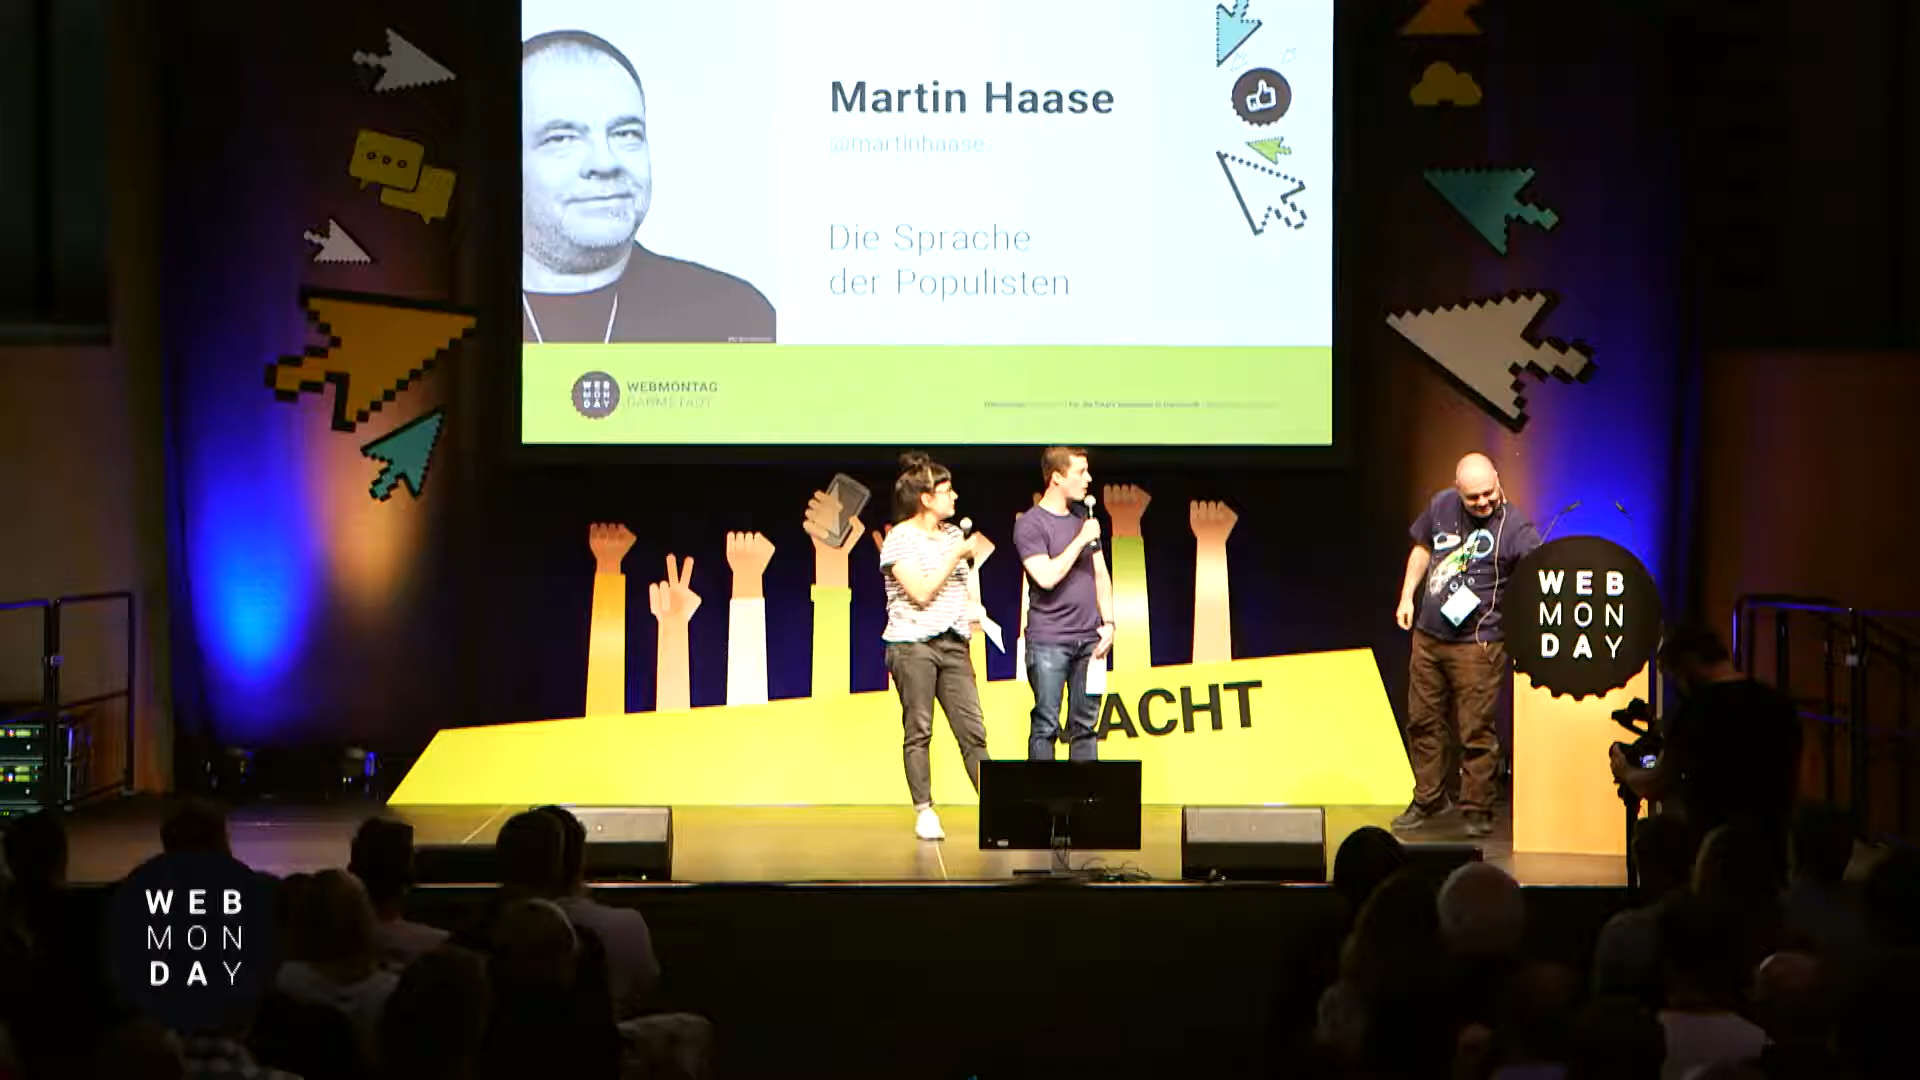 Martin Haase
@martinhaase
Die Sprache
der Populisten
WEB
MON
DAY
WEBMONTAG
DARMSTADT
ACHT
WEB
MON
DAY
WEB
MON
DAY